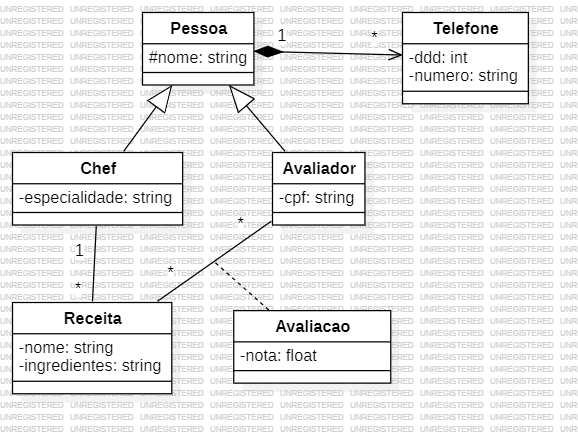 Pessoa
#nome: string
1
*
Telefone
-ddd: int
-numero: string
Chef
-especialidade: string
Avaliador
-cpf: string
1
*
*
*
Receita
-nome: string
-ingredientes: string
Avaliacao
-nota: float
UNREGISTERED